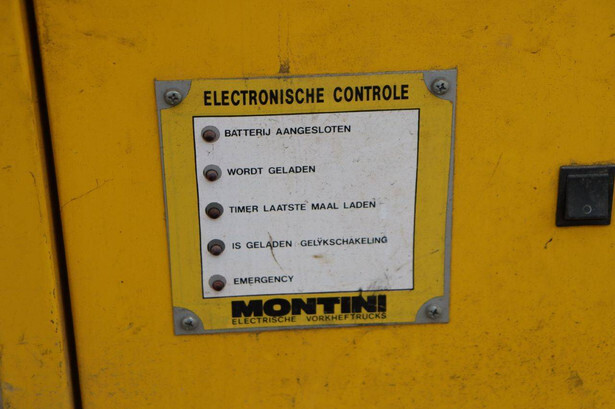 ELECTRONISCHE CONTROLE
BATTERIJ AANGESLOTEN
WORDT GELADEN
TIMER LAATSTE MAAL LADEN
IS GELADEN GELYKSCHAKELING
EMERGENCY
MONTINI
ELECTRISCHE VORKHEFTRUCKS